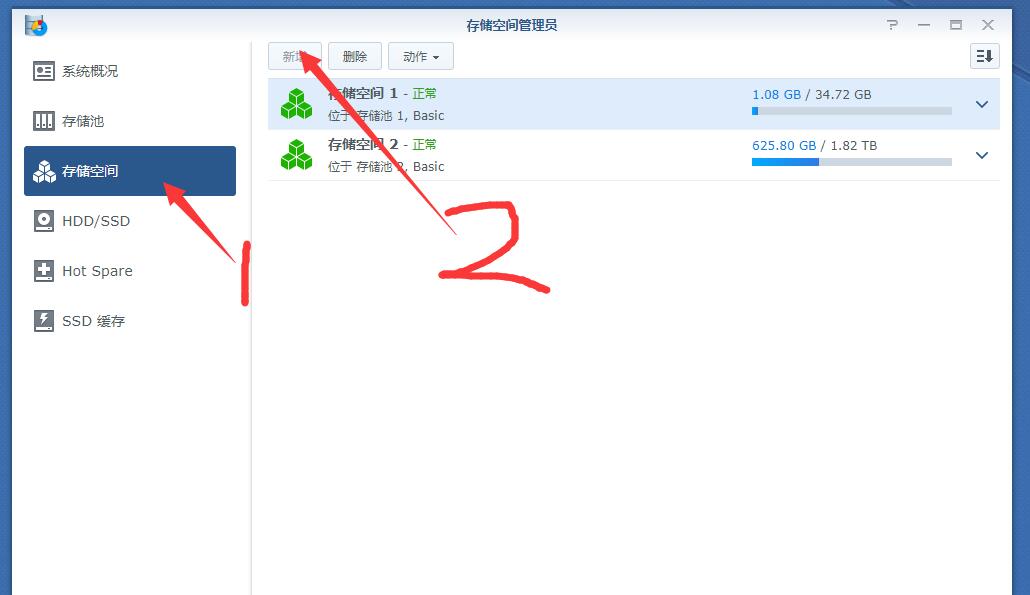 存储空间管理员
系统概况
存储池
存储空间
HDD/SSD
Hot Spare
SSD 缓存
新增 删除 动作
存储空间 1 - 正常
位于 存储池 1, Basic
1.08 GB / 34.72 GB
存储空间 2 - 正常
位于 存储池 2, Basic
625.80 GB / 1.82 TB
1
2